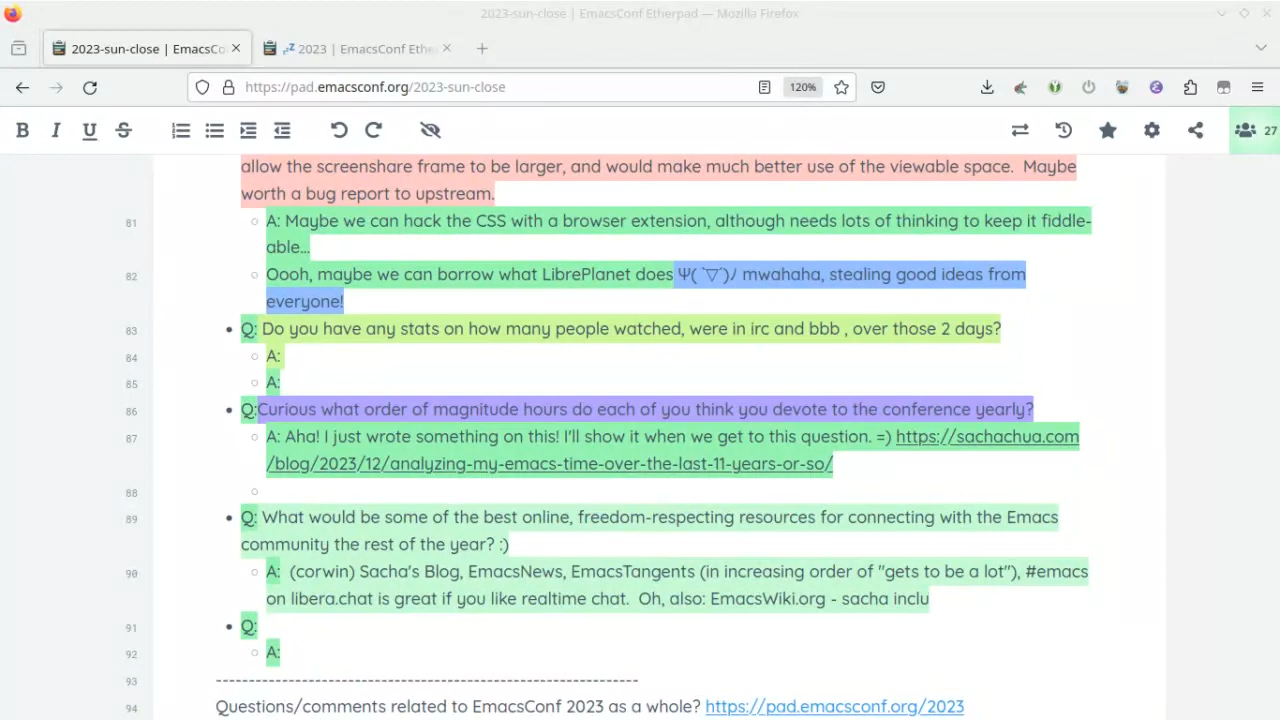 2023-sun-close | EmacsConf Etherpad — Mozilla Firefox
2023-sun-close | EmacsCo
💤 2023 | EmacsConf Ethe
https://pad.emacsconf.org/2023-sun-close
120%
B I U S
27
allow the screenshare frame to be larger, and would make much better use of the viewable space.  Maybe
worth a bug report to upstream.
81 A: Maybe we can hack the CSS with a browser extension, although needs lots of thinking to keep it fiddle-
able...
82 Oooh, maybe we can borrow what LibrePlanet does Ψ( `▽´)ﾉ mwahaha, stealing good ideas from
everyone!
83 Q: Do you have any stats on how many people watched, were in irc and bbb , over those 2 days?
84 A:
85 A:
86 Q:Curious what order of magnitude hours do each of you think you devote to the conference yearly?
87 A: Aha! I just wrote something on this! I'll show it when we get to this question. =) https://sachachua.com
/blog/2023/12/analyzing-my-emacs-time-over-the-last-11-years-or-so/
88
89 Q: What would be some of the best online, freedom-respecting resources for connecting with the Emacs
community the rest of the year? :)
90 A:  (corwin) Sacha's Blog, EmacsNews, EmacsTangents (in increasing order of "gets to be a lot"), #emacs
on libera.chat is great if you like realtime chat.  Oh, also: EmacsWiki.org - sacha inclu
91 Q:
92 A:
93 -------------------------------------------------------------
94 Questions/comments related to EmacsConf 2023 as a whole? https://pad.emacsconf.org/2023